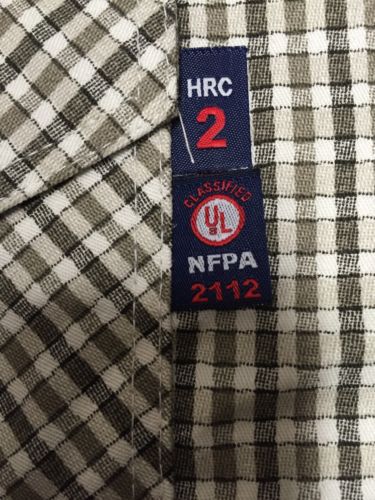 HRC
2
CLASSIFIED
UL
NFPA
2112